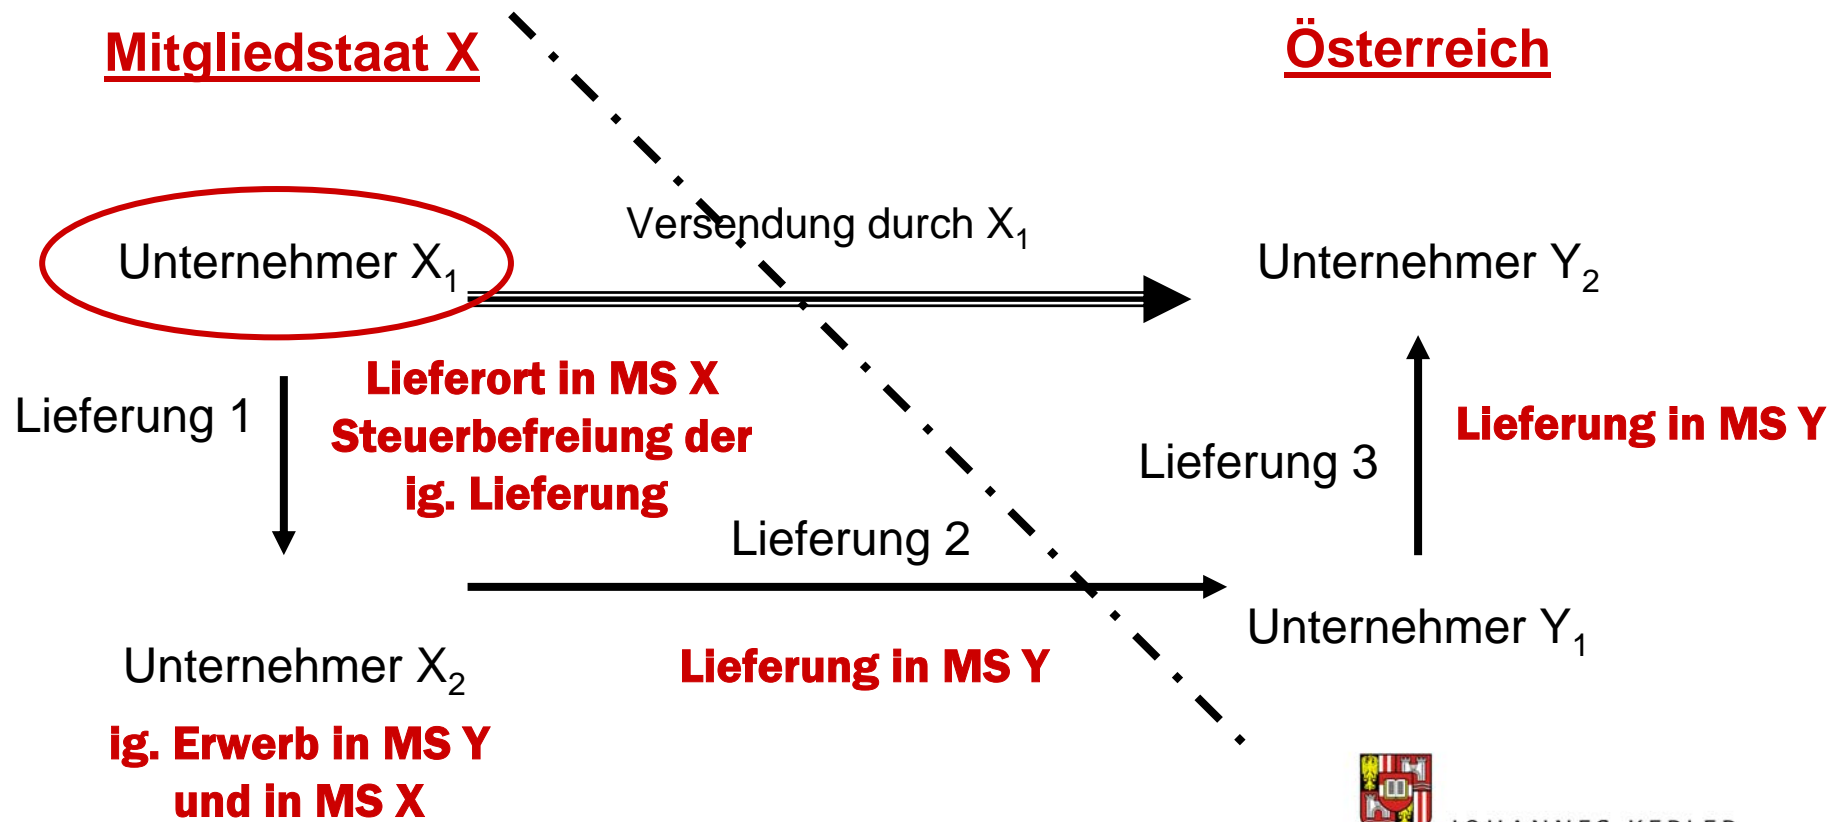 Mitgliedstaat X
Österreich
Versendung durch X1
Unternehmer X1
Unternehmer Y2
Lieferung 1
Lieferort in MS X
Steuerbefreiung der
ig. Lieferung
Lieferung in MS Y
Lieferung 3
Lieferung 2
Unternehmer Y1
Unternehmer X2
Lieferung in MS Y
ig. Erwerb in MS Y
und in MS X